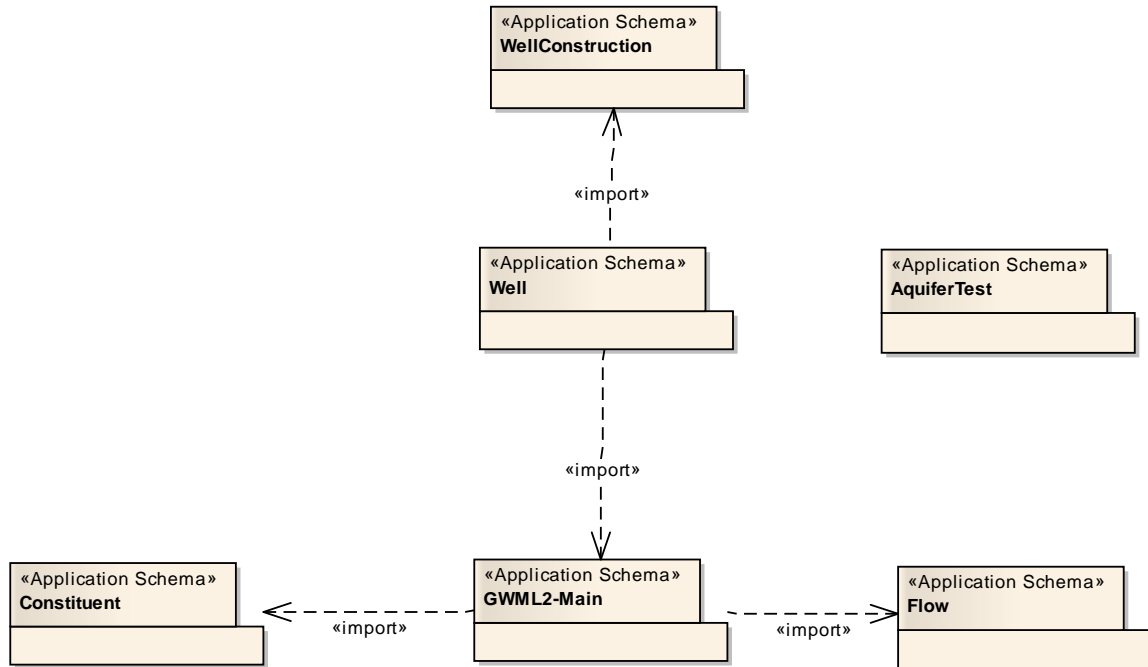 «Application Schema»
WellConstruction
«import»
«Application Schema»
Well
«Application Schema»
AquiferTest
«import»
«Application Schema»
Constituent
«import»
«Application Schema»
GWML2-Main
«import»
«Application Schema»
Flow